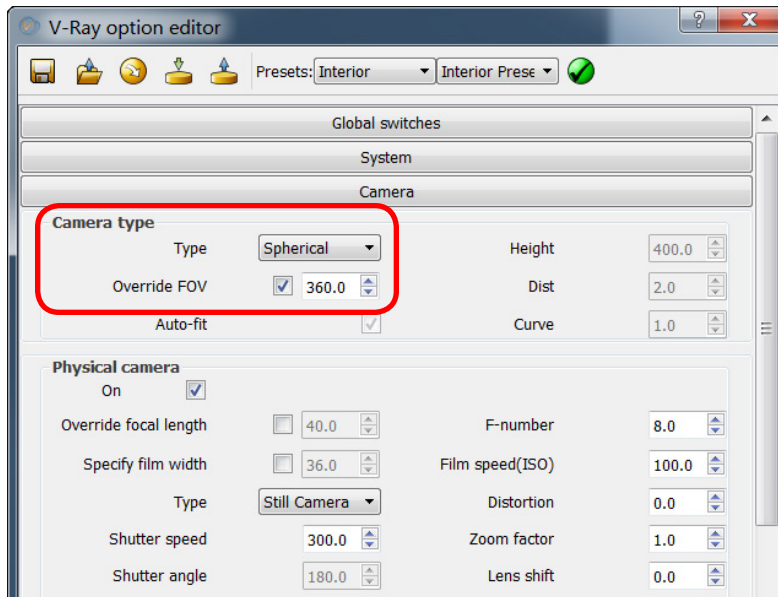 V-Ray option editor
Presets: Interior Interior Prese
Global switches
System
Camera
Camera type
Type Spherical Height 400.0
Override FOV 360.0 Dist 2.0
Auto-fit Curve 1.0
Physical camera
On
Override focal length 40.0 F-number 8.0
Specify film width 36.0 Film speed(ISO) 100.0
Type Still Camera Distortion 0.0
Shutter speed 300.0 Zoom factor 1.0
Shutter angle 180.0 Lens shift 0.0